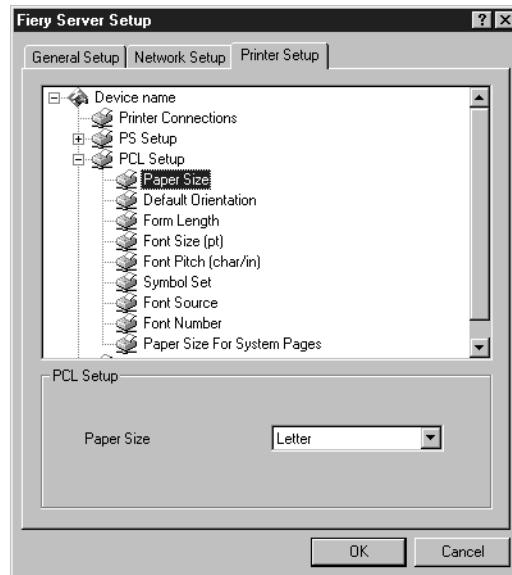 Fiery Server Setup
General Setup Network Setup Printer Setup
Device name
Printer Connections
PS Setup
PCL Setup
Paper Size
Default Orientation
Form Length
Font Size (pt)
Font Pitch (char/in)
Symbol Set
Font Source
Font Number
Paper Size For System Pages
PCL Setup
Paper Size Letter
OK Cancel